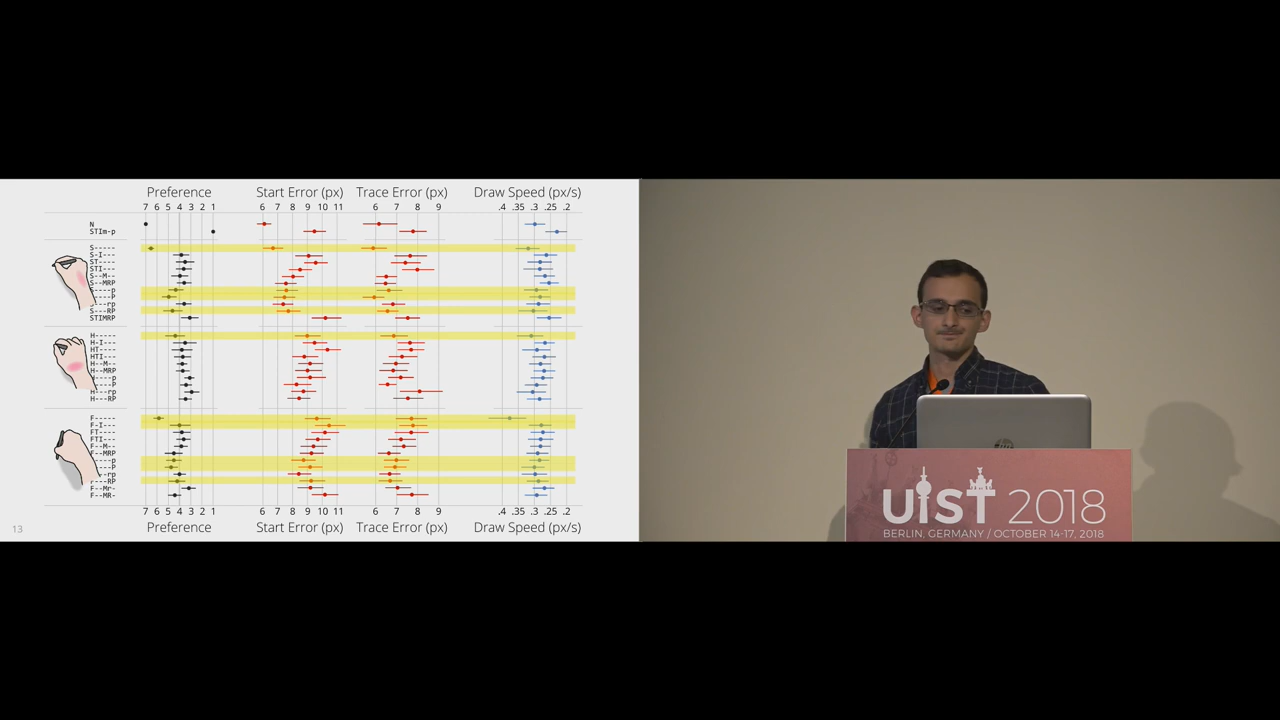 Preference Start Error (px) Trace Error (px) Draw Speed (px/s)
7 6 5 4 3 2 1 6 7 8 9 10 11 6 7 8 9 .4 .35 .3 .25 .2
N
STIm-p
S-----
S-I---
ST----
STI---
S--M--
S--MRP
----p
----P
---rp
S---RP
STIMRP
H-----
H-I---
HT----
HTI---
H--M--
H--MRP
H----p
----P
H---rp
H---RP
F-----
F-I---
FT----
FTI---
F--M--
F--MRP
----p
----P
---rp
---RP
F--Mr-
F--MR-
7 6 5 4 3 2 1 6 7 8 9 10 11 6 7 8 9 .4 .35 .3 .25 .2
Preference Start Error (px) Trace Error (px) Draw Speed (px/s)
13
UIST 2018
BERLIN, GERMANY / OCTOBER 14-17, 2018